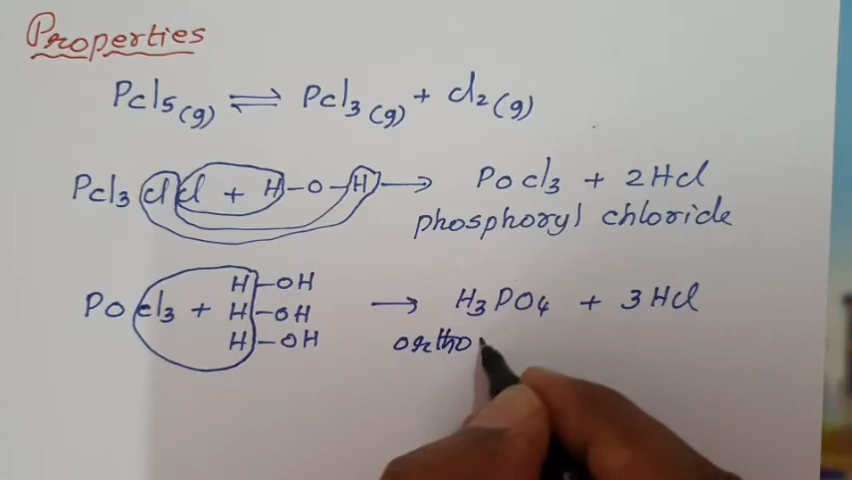 Properties
PCl5(g) ⇌ PCl3(g) + Cl2(g)
PCl3 Cl Cl + H-O-H → POCl3 + 2HCl
phosphoryl chloride
H-OH
POCl3 + H-OH → H3PO4 + 3HCl
H-OH ortho